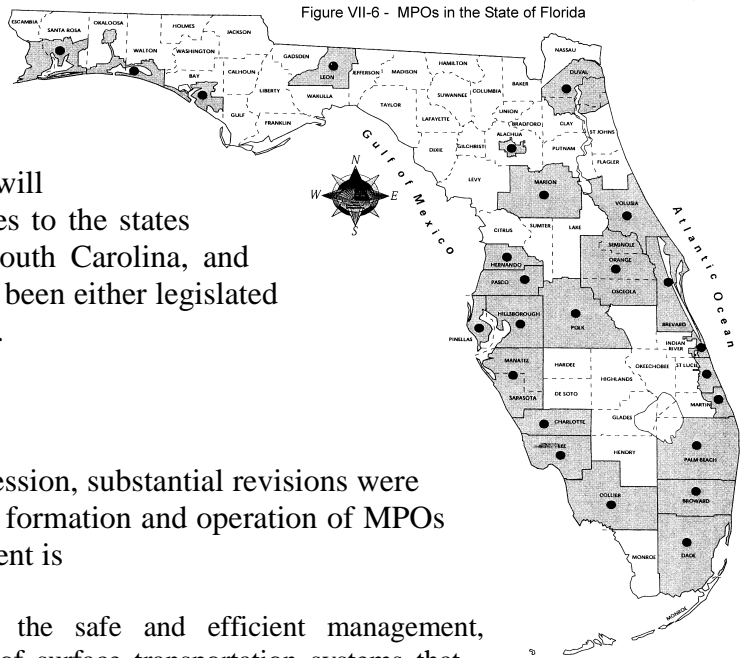 Figure VII-6 - MPOs in the State of Florida
ESCAMBIA
SANTA ROSA
OKALOOSA
HOLMES
JACKSON
WALTON
WASHINGTON
BAY
CALHOUN
GULF
LIBERTY
GADSDEN
LEON
WAKULLA
FRANKLIN
JEFFERSON
MADISON
TAYLOR
HAMILTON
SUWANNEE
LAFAYETTE
DIXIE
COLUMBIA
GILCHRIST
BAKER
UNION
BRADFORD
ALACHUA
LEVY
NASSAU
DUVAL
CLAY
ST JOHNS
PUTNAM
FLAGLER
MARION
VOLUSIA
CITRUS
SUMTER
LAKE
SEMINOLE
ORANGE
OSCEOLA
HERNANDO
PASCO
HILLSBOROUGH
PINELLAS
POLK
BREVARD
INDIAN
RIVER
MANATEE
HARDEE
HIGHLANDS
OKEECHOBEE
ST LUCIE
SARASOTA
DE SOTO
MARTIN
CHARLOTTE
GLADES
LEE
HENDRY
PALM BEACH
COLLIER
BROWARD
MONROE
DADE
MONROE
Gulf of Mexico
Atlantic Ocean
N
W E
S
will
es to the states
outh Carolina, and
been either legislated
.
ession, substantial revisions were
formation and operation of MPOs
ent is
the safe and efficient management,
of surface transportation systems that